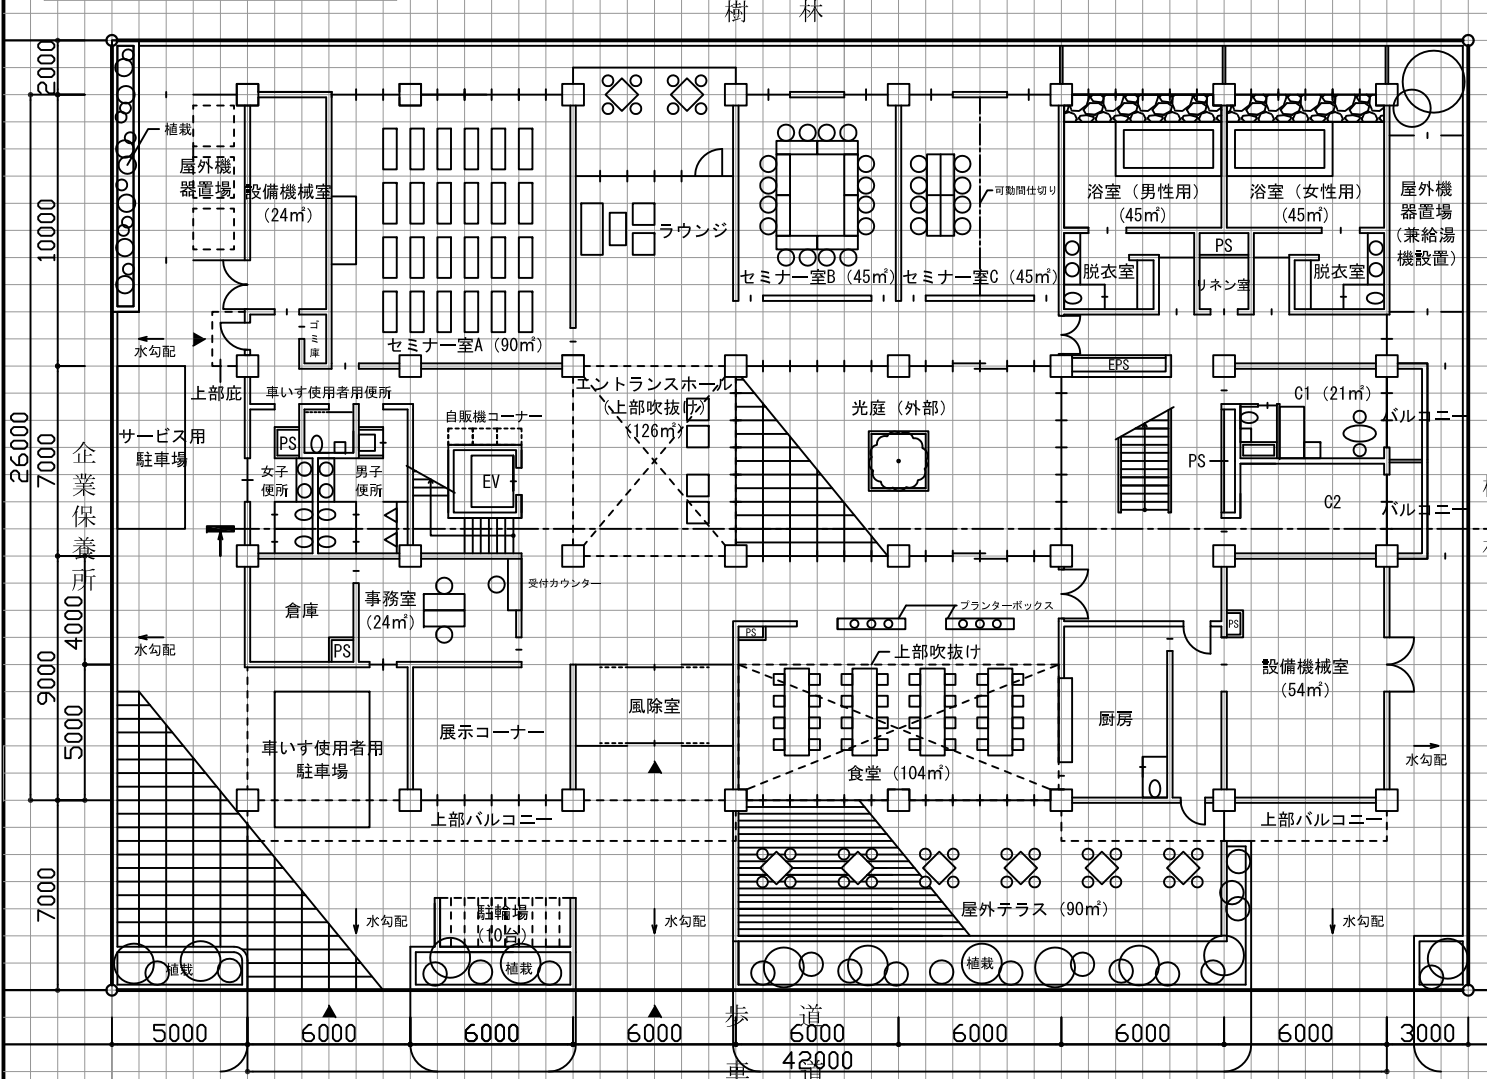 樹 林
2000
10000
26000
7000
4000
9000
5000
7000
企業保養所
植栽
屋外機
器置場
設備機械室
(24㎡)
ゴミ庫
水勾配
上部庇
サービス用
駐車場
車いす使用者用便所
自販機コーナー
PS
女子
便所
男子
便所
EV
セミナー室A (90㎡)
ラウンジ
セミナー室B (45㎡)
セミナー室C (45㎡)
可動間仕切り
浴室 (男性用)
(45㎡)
浴室 (女性用)
(45㎡)
PS
脱衣室
リネン室
脱衣室
屋外機
器置場
(兼給湯
機設置)
エントランスホール
(上部吹抜け)
(126㎡)
光庭 (外部)
EPS
PS
C1 (21㎡)
C2
バルコニー
バルコニー
倉庫
事務室
(24㎡)
受付カウンター
PS
水勾配
PS
プランターボックス
上部吹抜け
PS
設備機械室
(54㎡)
車いす使用者用
駐車場
展示コーナー
風除室
食堂 (104㎡)
厨房
水勾配
上部バルコニー
上部バルコニー
屋外テラス (90㎡)
水勾配
駐輪場
(10台)
水勾配
水勾配
植栽
植栽
植栽
歩 道
5000
6000
6000
6000
6000
6000
6000
6000
3000
42000
車 道